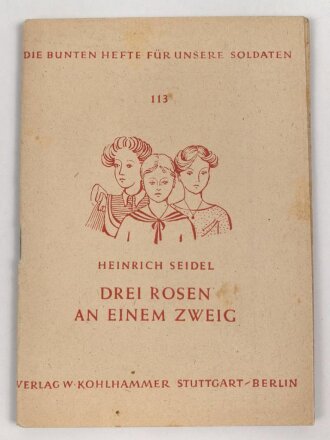 DIE BUNTEN HEFTE FÜR UNSERE SOLDATEN
113
HEINRICH SEIDEL
DREI ROSEN
AN EINEM ZWEIG
VERLAG W. KOHLHAMMER STUTTGART-BERLIN